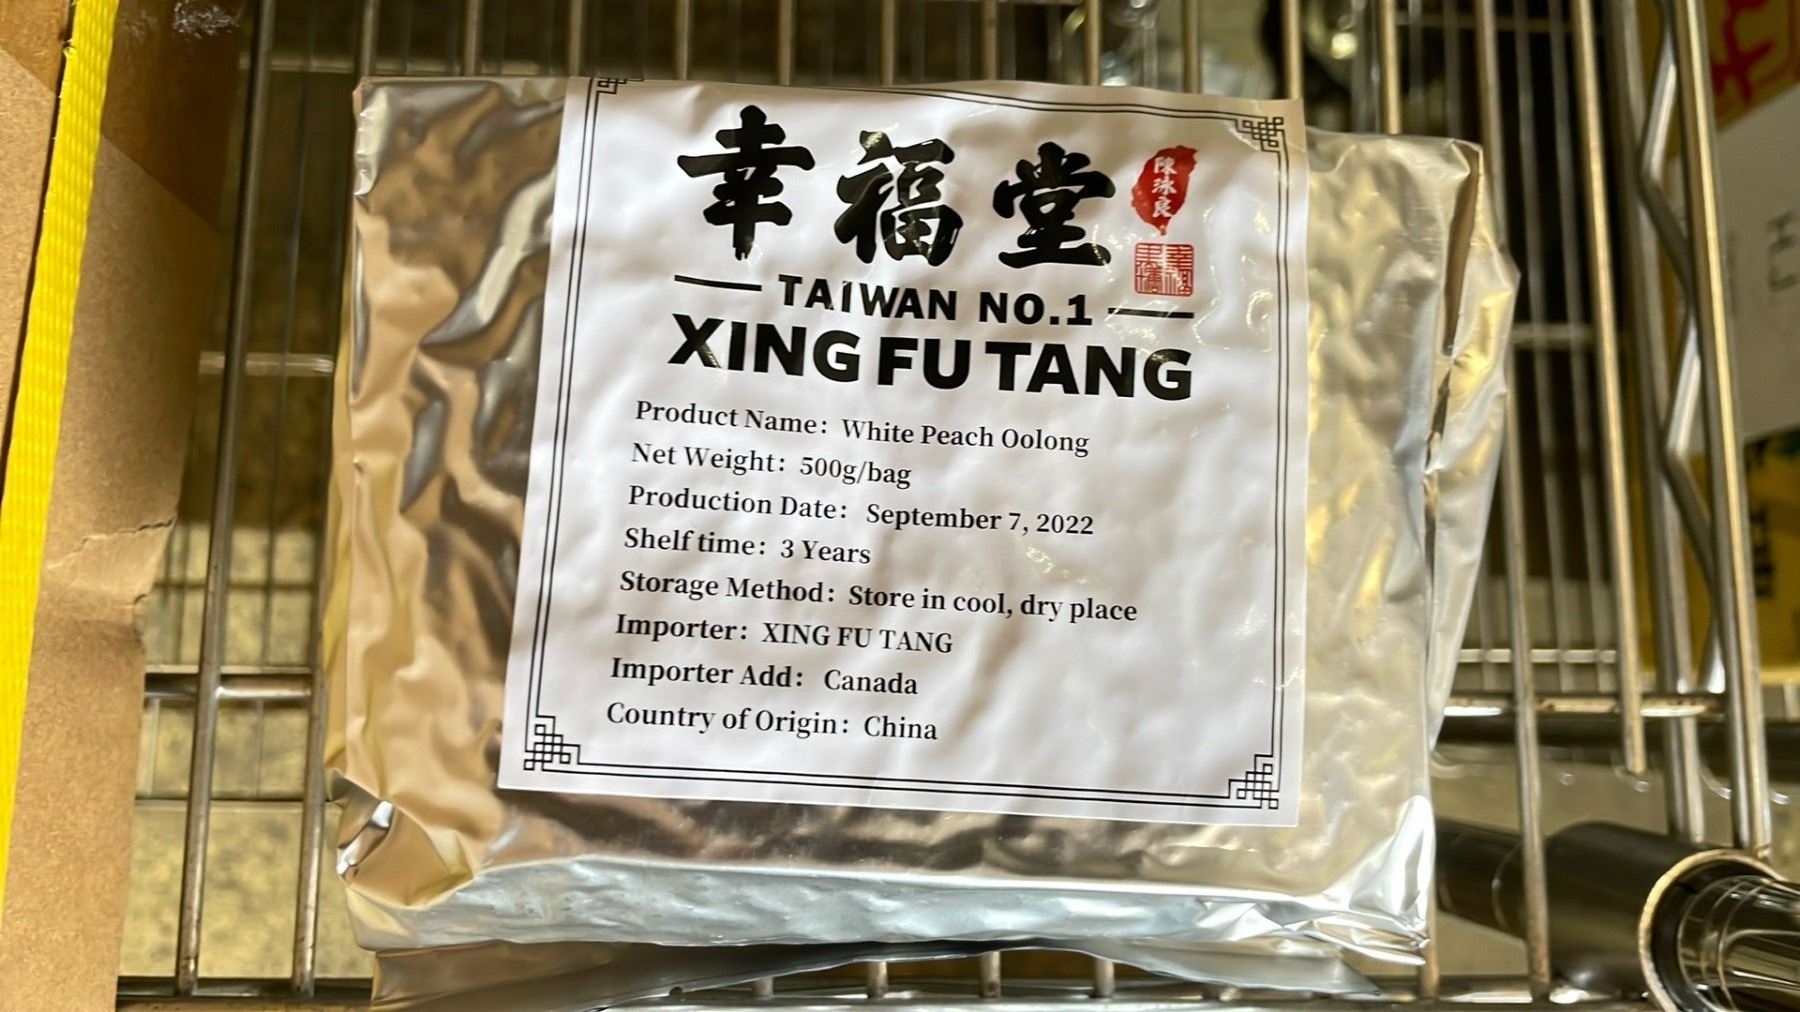 幸福堂
陳泳良
TAIWAN NO.1
XING FU TANG
Product Name: White Peach Oolong
Net Weight: 500g/bag
Production Date: September 7, 2022
Shelf time: 3 Years
Storage Method: Store in cool, dry place
Importer: XING FU TANG
Importer Add: Canada
Country of Origin: China